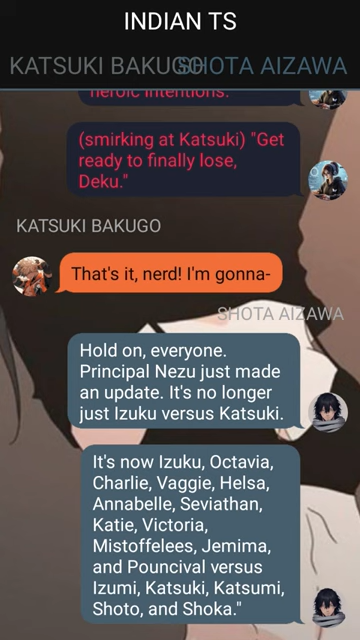 INDIAN TS
KATSUKI BAKUGO SHOTA AIZAWA
heroic intentions."
(smirking at Katsuki) "Get
ready to finally lose,
Deku."
KATSUKI BAKUGO
That's it, nerd! I'm gonna-
SHOTA AIZAWA
Hold on, everyone.
Principal Nezu just made
an update. It's no longer
just Izuku versus Katsuki.
It's now Izuku, Octavia,
Charlie, Vaggie, Helsa,
Annabelle, Seviathan,
Katie, Victoria,
Mistoffelees, Jemima,
and Pouncival versus
Izumi, Katsuki, Katsumi,
Shoto, and Shoka."